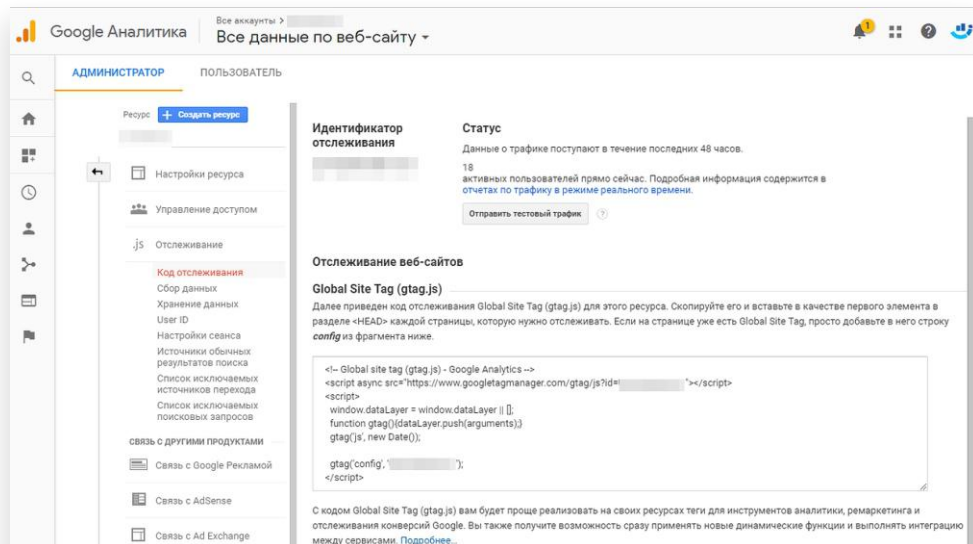 Google Аналитика
Все аккаунты >
Все данные по веб-сайту
1
АДМИНИСТРАТОР
ПОЛЬЗОВАТЕЛЬ
Ресурс
+ Создать ресурс
Настройки ресурса
Управление доступом
.js Отслеживание
Код отслеживания
Сбор данных
Хранение данных
User ID
Настройки сеанса
Источники обычных
результатов поиска
Список исключаемых
источников перехода
Список исключаемых
поисковых запросов
СВЯЗЬ С ДРУГИМИ ПРОДУКТАМИ
Связь с Google Рекламой
Связь с AdSense
Связь с Ad Exchange
Идентификатор
отслеживания
Статус
Данные о трафике поступают в течение последних 48 часов.
18
активных пользователей прямо сейчас. Подробная информация содержится в
отчетах по трафику в режиме реального времени.
Отправить тестовый трафик
?
Отслеживание веб-сайтов
Global Site Tag (gtag.js)
Далее приведен код отслеживания Global Site Tag (gtag.js) для этого ресурса. Скопируйте его и вставьте в качестве первого элемента в
разделе <HEAD> каждой страницы, которую нужно отслеживать. Если на странице уже есть Global Site Tag, просто добавьте в него строку
config из фрагмента ниже.
<!-- Global site tag (gtag.js) - Google Analytics -->
<script async src="https://www.googletagmanager.com/gtag/js?id= "></script>
<script>
window.dataLayer = window.dataLayer || [];
function gtag(){dataLayer.push(arguments);}
gtag('js', new Date());
gtag('config', ' ');
</script>
С кодом Global Site Tag (gtag.js) вам будет проще реализовать на своих ресурсах теги для инструментов аналитики, ремаркетинга и
отслеживания конверсий Google. Вы также получите возможность сразу применять новые динамические функции и выполнять интеграцию
между сервисами. Подробнее...